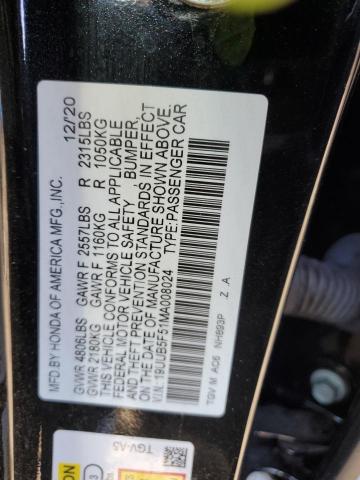 MFD BY HONDA OF AMERICA MFG.,INC. 12/'20
GVWR 4806LBS GAWR F 2557LBS R 2315LBS
GVWR 2180KG GAWR F 1160KG R 1050KG
THIS VEHICLE CONFORMS TO ALL APPLICABLE
FEDERAL MOTOR VEHICLE SAFETY , BUMPER,
AND THEFT PREVENTION STANDARDS IN EFFECT
ON THE DATE OF MANUFACTURE SHOWN ABOVE.
V.I.N.: 19UUB5F51MA008024 TYPE:PASSENGER CAR
TGV M A06 NH893P Z .A
TGV-A5